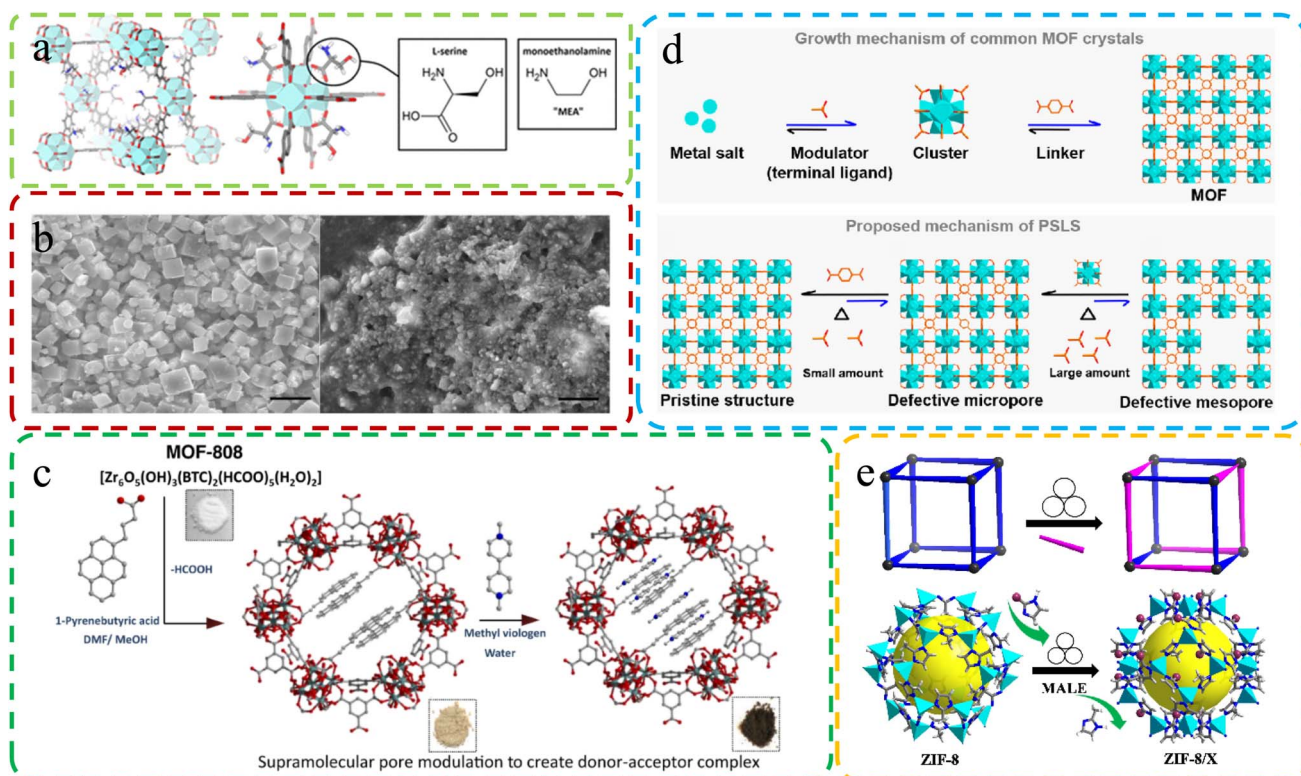 a
L-serine
H₂N
OH
HO
O
monoethanolamine
H₂N
OH
"MEA"
b
c
MOF-808
[Zr₆O₅(OH)₃(BTC)₂(HCOO)₅(H₂O)₂]
-HCOOH
1-Pyrenebutyric acid
DMF/ MeOH
Methyl viologen
Water
Supramolecular pore modulation to create donor-acceptor complex
d
Growth mechanism of common MOF crystals
Metal salt
Modulator
(terminal ligand)
Cluster
Linker
MOF
Proposed mechanism of PSLS
Δ
Small amount
Δ
Large amount
Pristine structure
Defective micropore
Defective mesopore
e
MALE
ZIF-8
ZIF-8/X